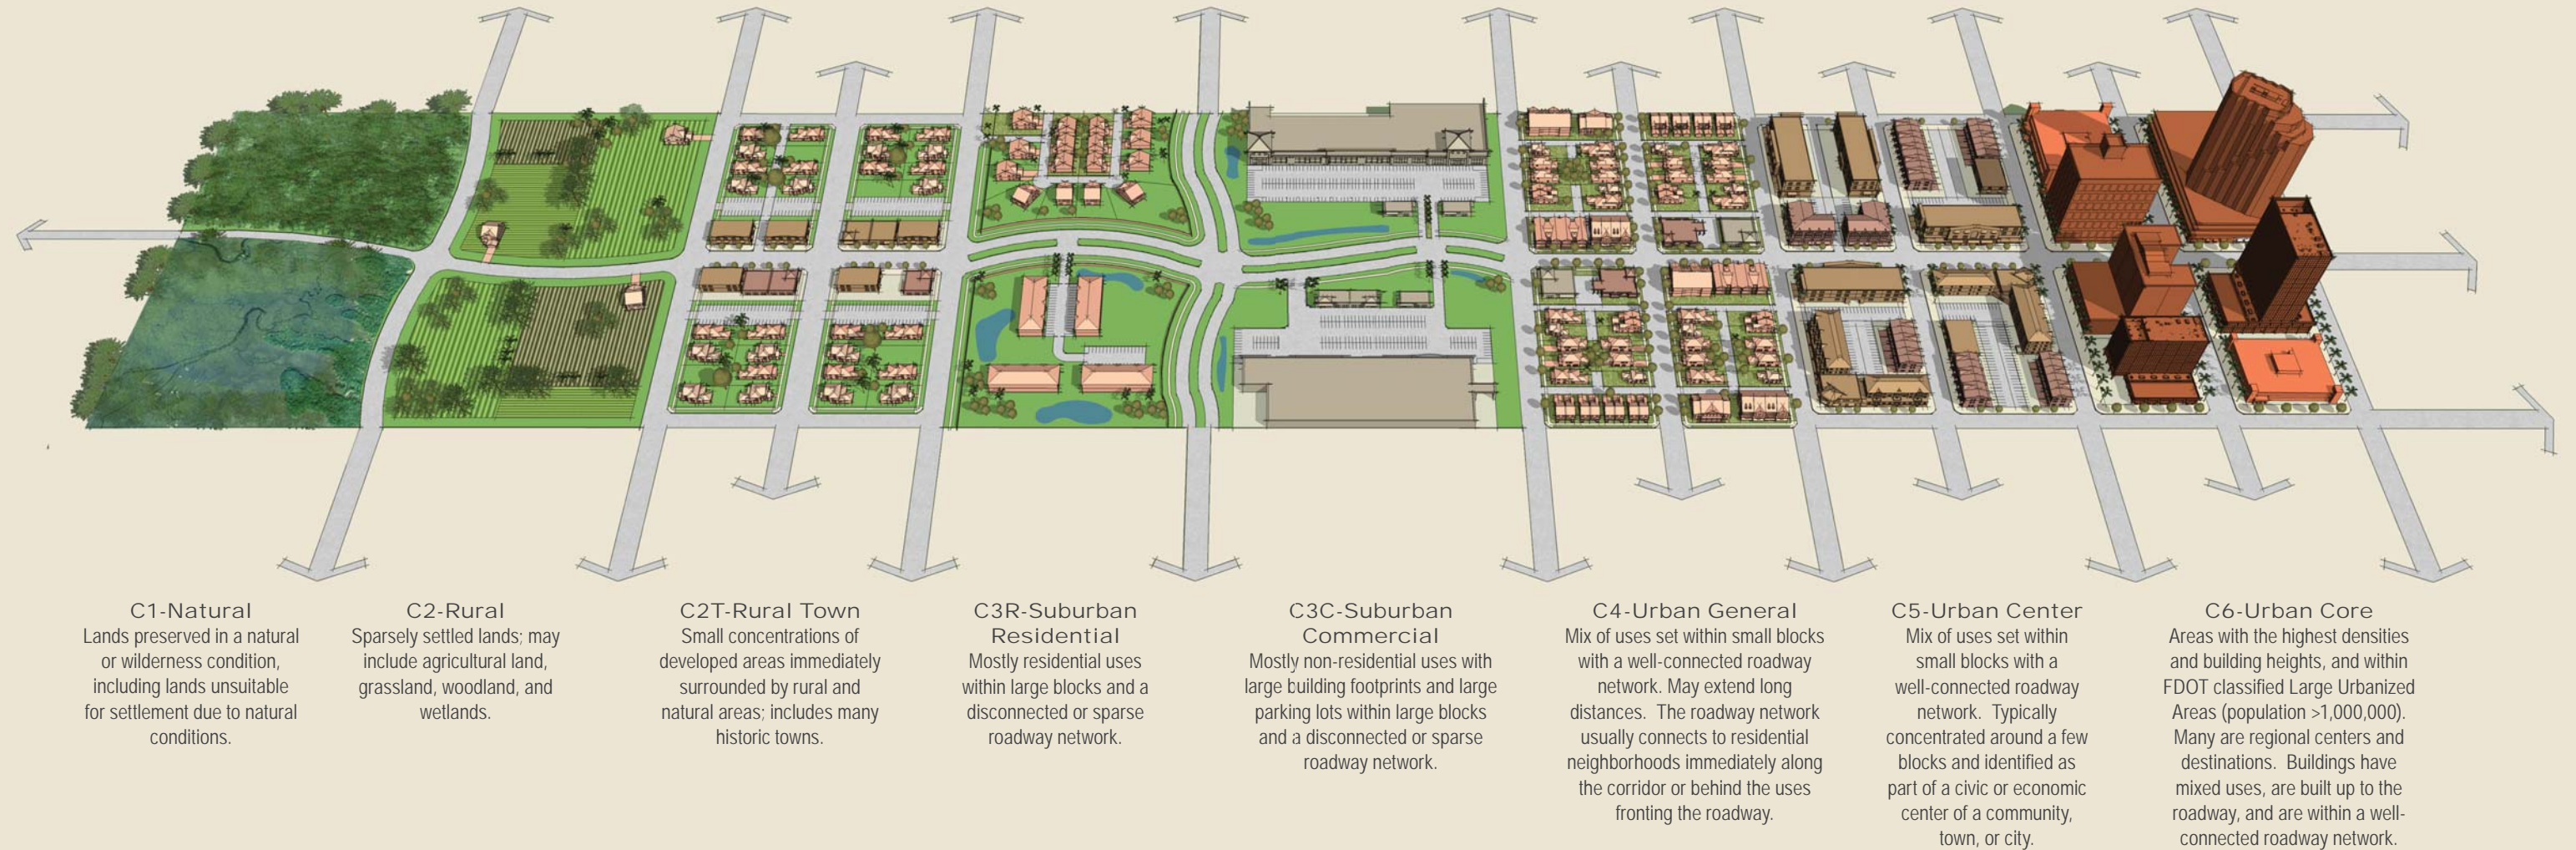 C1-Natural
Lands preserved in a natural
or wilderness condition,
including lands unsuitable
for settlement due to natural
conditions.
C2-Rural
Sparsely settled lands; may
include agricultural land,
grassland, woodland, and
wetlands.
C2T-Rural Town
Small concentrations of
developed areas immediately
surrounded by rural and
natural areas; includes many
historic towns.
C3R-Suburban
Residential
Mostly residential uses
within large blocks and a
disconnected or sparse
roadway network.
C3C-Suburban
Commercial
Mostly non-residential uses with
large building footprints and large
parking lots within large blocks
and a disconnected or sparse
roadway network.
C4-Urban General
Mix of uses set within small blocks
with a well-connected roadway
network. May extend long
distances. The roadway network
usually connects to residential
neighborhoods immediately along
the corridor or behind the uses
fronting the roadway.
C5-Urban Center
Mix of uses set within
small blocks with a
well-connected roadway
network. Typically
concentrated around a few
blocks and identified as
part of a civic or economic
center of a community,
town, or city.
C6-Urban Core
Areas with the highest densities
and building heights, and within
FDOT classified Large Urbanized
Areas (population >1,000,000).
Many are regional centers and
destinations. Buildings have
mixed uses, are built up to the
roadway, and are within a well-
connected roadway network.